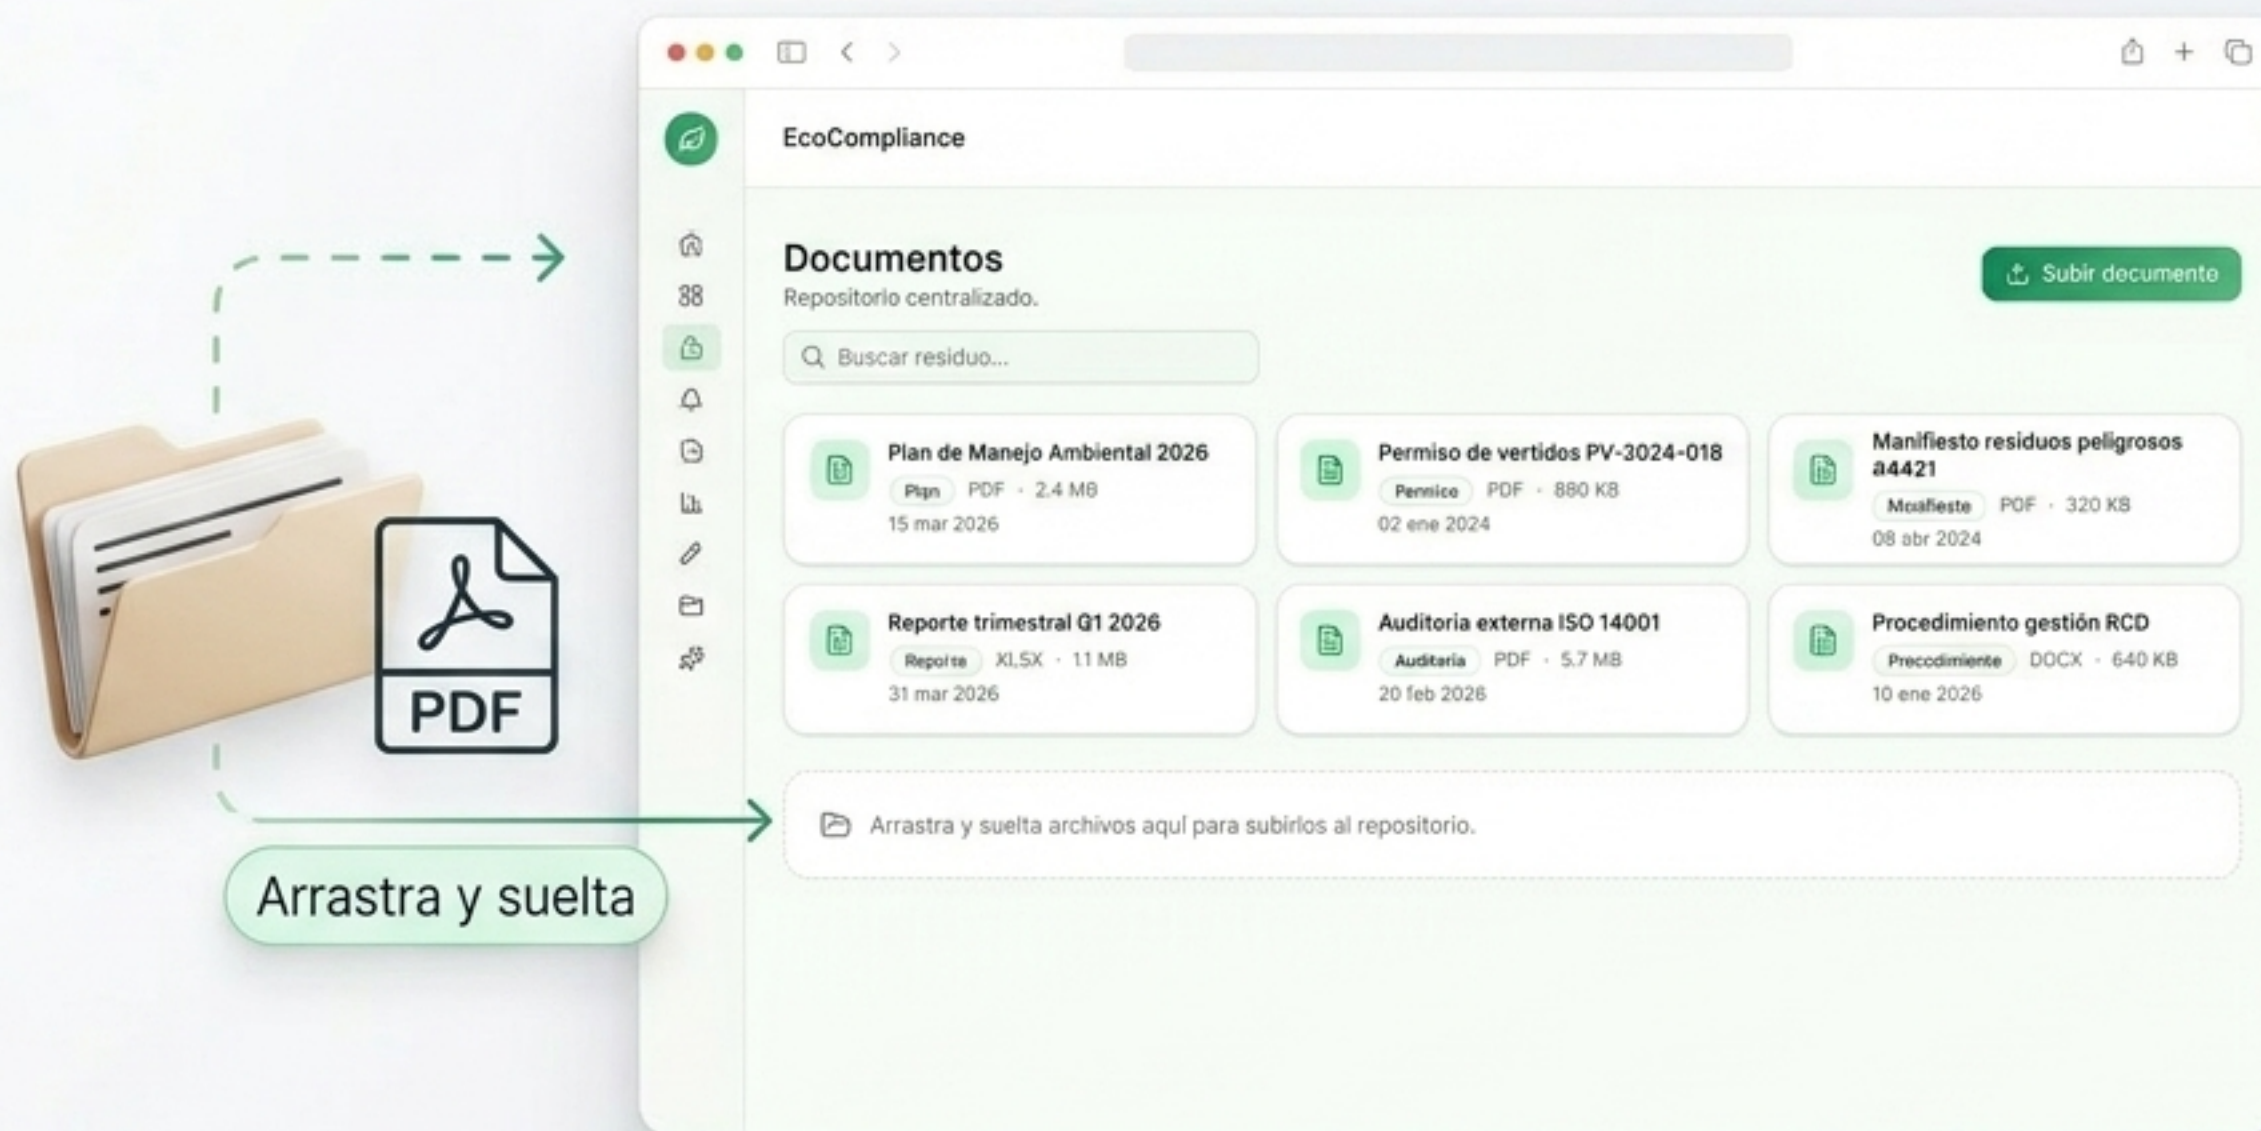 EcoCompliance
Documentos
Repositorio centralizado.
Subir documento
Buscar residuo...
Plan de Manejo Ambiental 2026
PDF · 2.4 MB
15 mar 2026
Permiso de vertidos PV-3024-018
Pennico PDF · 880 KB
02 ene 2024
Manifiesto residuos peligrosos
a4421
PDF · 320 KB
08 abr 2024
Reporte trimestral Q1 2026
Reporte XLSX · 1.1 MB
31 mar 2026
Auditoria externa ISO 14001
Auditoria PDF · 5.7 MB
20 feb 2026
Procedimiento gestión RCD
Precodimiente DOCX · 640 KB
10 ene 2026
PDF
Arrastra y suelta archivos aquí para subirlos al repositorio.
Arrastra y suelta